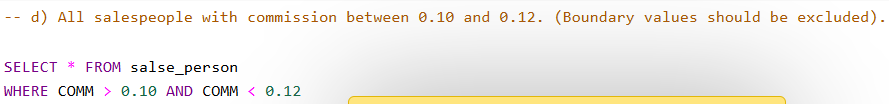 -- d) All salespeople with commission between 0.10 and 0.12. (Boundary values should be excluded).
SELECT * FROM salse_person
WHERE COMM > 0.10 AND COMM < 0.12